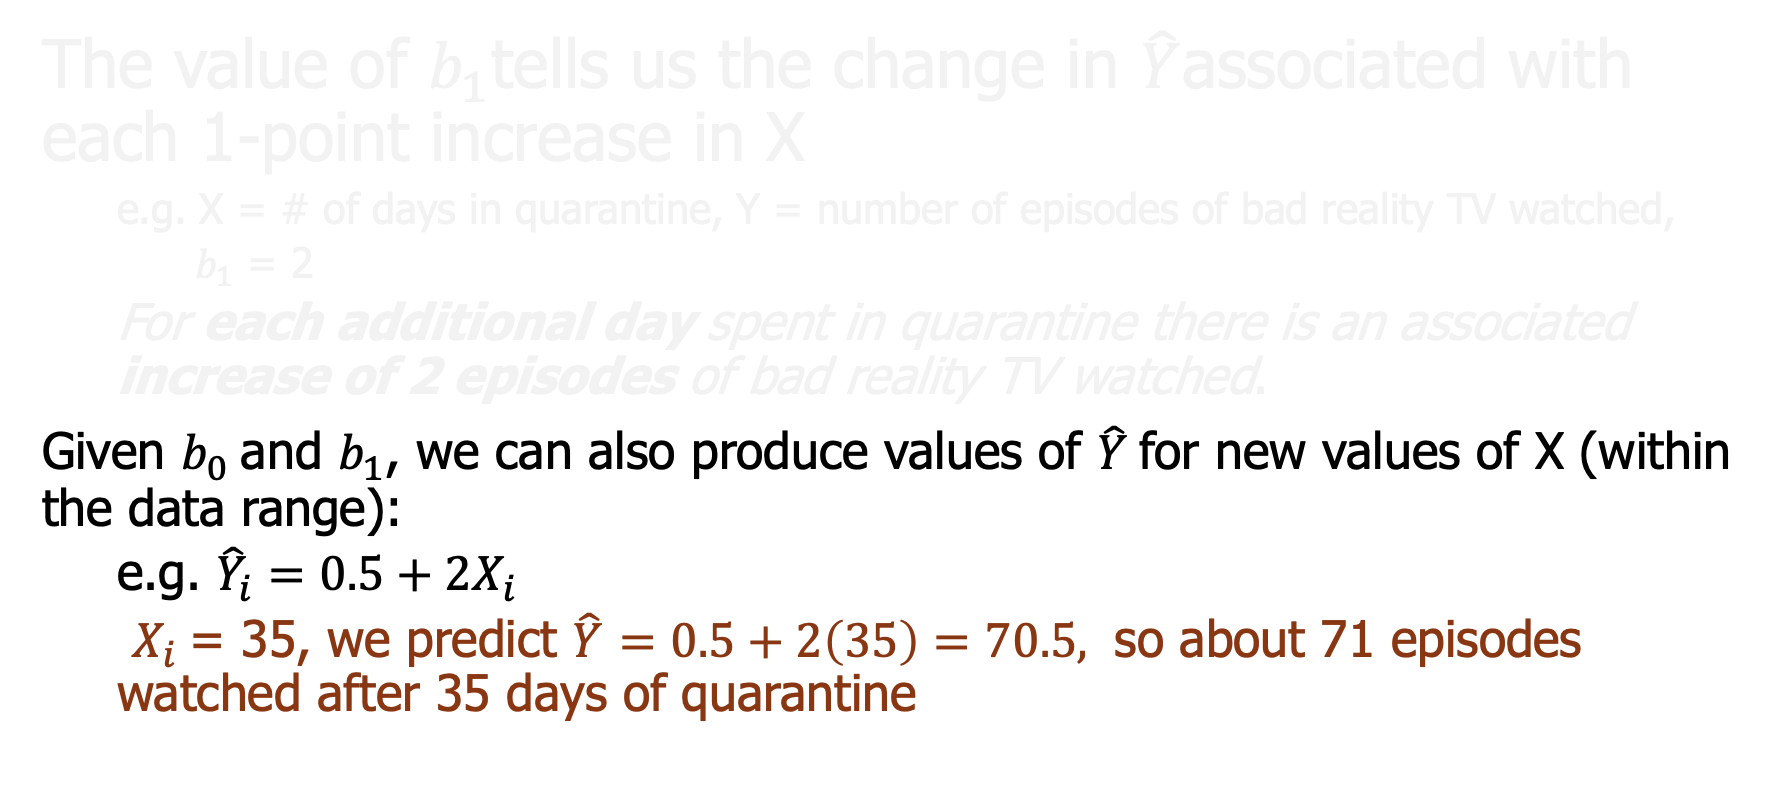 The value of b₁ tells us the change in Ŷ associated with
each 1-point increase in X
e.g. X = # of days in quarantine, Y = number of episodes of bad reality TV watched,
b₁ = 2
For each additional day spent in quarantine there is an associated
increase of 2 episodes of bad reality TV watched.
Given b₀ and b₁, we can also produce values of Ŷ for new values of X (within
the data range):
e.g. Ŷᵢ = 0.5 + 2Xᵢ
Xᵢ = 35, we predict Ŷ = 0.5 + 2(35) = 70.5, so about 71 episodes
watched after 35 days of quarantine